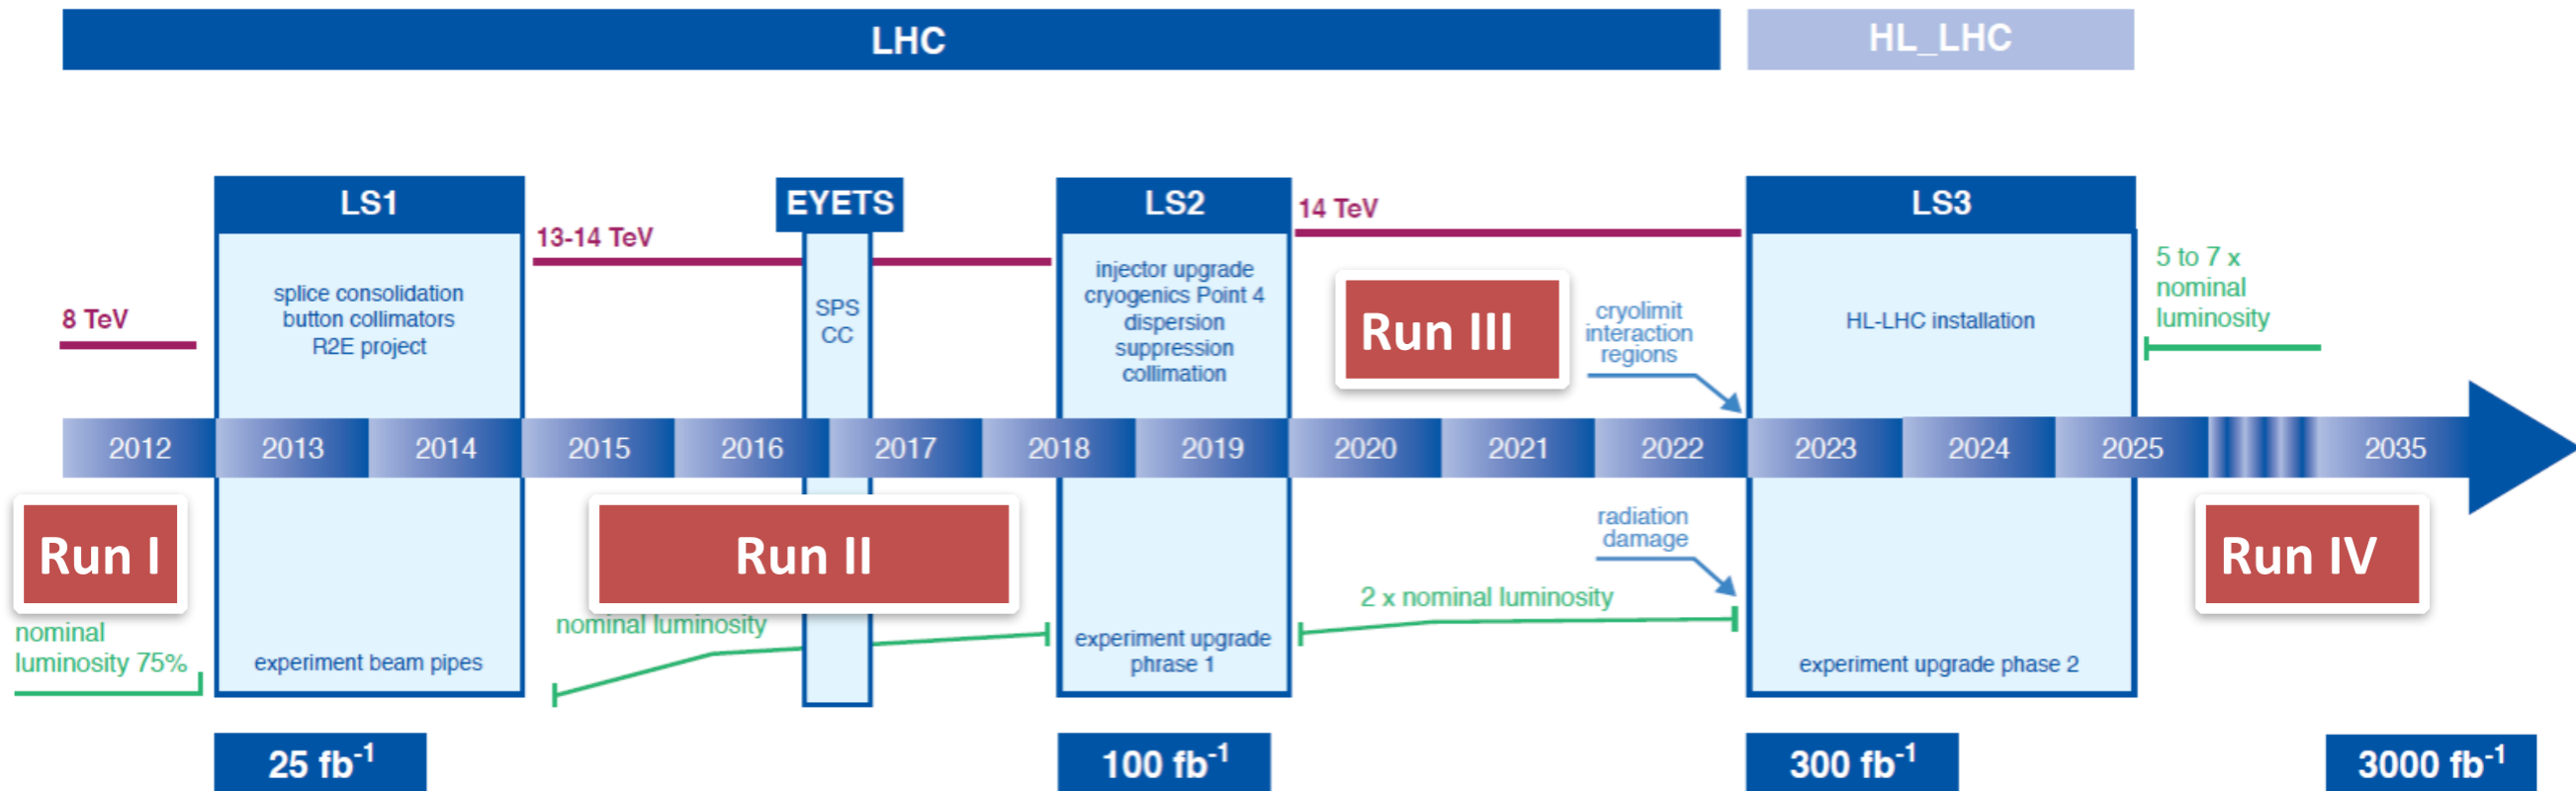 LHC
HL_LHC
LS1
EYETS
LS2
14 TeV
LS3
13-14 TeV
8 TeV
splice consolidation
button collimators
R2E project
SPS
CC
injector upgrade
cryogenics Point 4
dispersion
suppression
collimation
Run III
cryolimit
interaction
regions
HL-LHC installation
5 to 7 x
nominal
luminosity
2012
2013
2014
2015
2016
2017
2018
2019
2020
2021
2022
2023
2024
2025
2035
Run I
Run II
radiation
damage
Run IV
nominal
luminosity 75%
experiment beam pipes
nominal luminosity
experiment upgrade
phrase 1
2 x nominal luminosity
experiment upgrade phase 2
25 fb⁻¹
100 fb⁻¹
300 fb⁻¹
3000 fb⁻¹